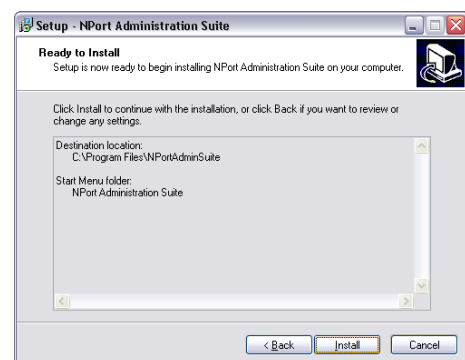 Setup - NPort Administration Suite
Ready to Install
Setup is now ready to begin installing NPort Administration Suite on your computer.
Click Install to continue with the installation, or click Back if you want to review or
change any settings.
Destination location:
C:\Program Files\NPortAdminSuite
Start Menu folder:
NPort Administration Suite
< Back
Install
Cancel